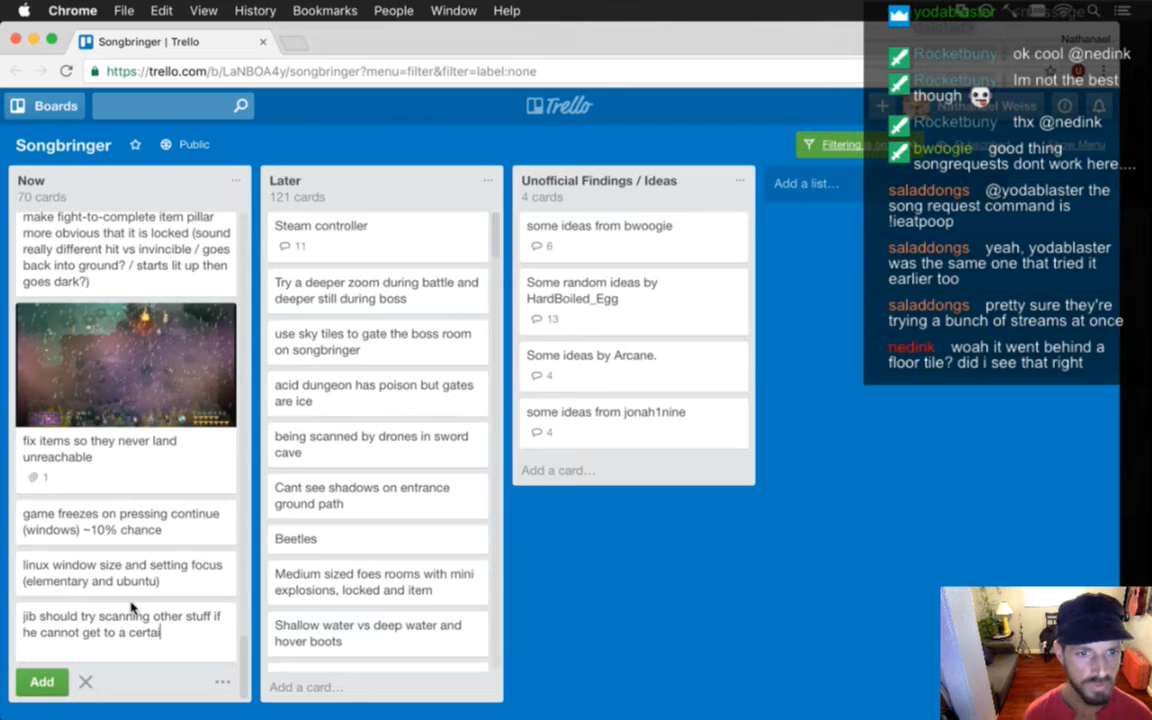 Chrome File Edit View History Bookmarks People Window Help
Songbringer | Trello
Nathanael
https://trello.com/b/LaNBOA4y/songbringer?menu=filter&filter=label:none
Boards
Trello
Nathanael Weiss
Songbringer
Public
Filtering is on
Show Menu
Now
70 cards
make fight-to-complete item pillar
more obvious that it is locked (sound
really different hit vs invincible / goes
back into ground? / starts lit up then
goes dark?)
fix items so they never land
unreachable
1
game freezes on pressing continue
(windows) ~10% chance
linux window size and setting focus
(elementary and ubuntu)
jib should try scanning other stuff if
he cannot get to a certai
Add
Later
121 cards
Steam controller
11
Try a deeper zoom during battle and
deeper still during boss
use sky tiles to gate the boss room
on songbringer
acid dungeon has poison but gates
are ice
being scanned by drones in sword
cave
Cant see shadows on entrance
ground path
Beetles
Medium sized foes rooms with mini
explosions, locked and item
Shallow water vs deep water and
hover boots
Add a card…
Unofficial Findings / Ideas
4 cards
some ideas from bwoogie
6
Some random ideas by
HardBoiled_Egg
13
Some ideas by Arcane.
4
some ideas from jonah1nine
4
Add a card…
Add a list…
yodablaster <message
Rocketbuny ok cool @nedink
Rocketbuny Im not the best
though
Rocketbuny thx @nedink
bwoogie good thing
songrequests dont work here....
saladdongs @yodablaster the
song request command is
!ieatpoop
saladdongs yeah, yodablaster
was the same one that tried it
earlier too
saladdongs pretty sure they're
trying a bunch of streams at once
nedink woah it went behind a
floor tile? did i see that right